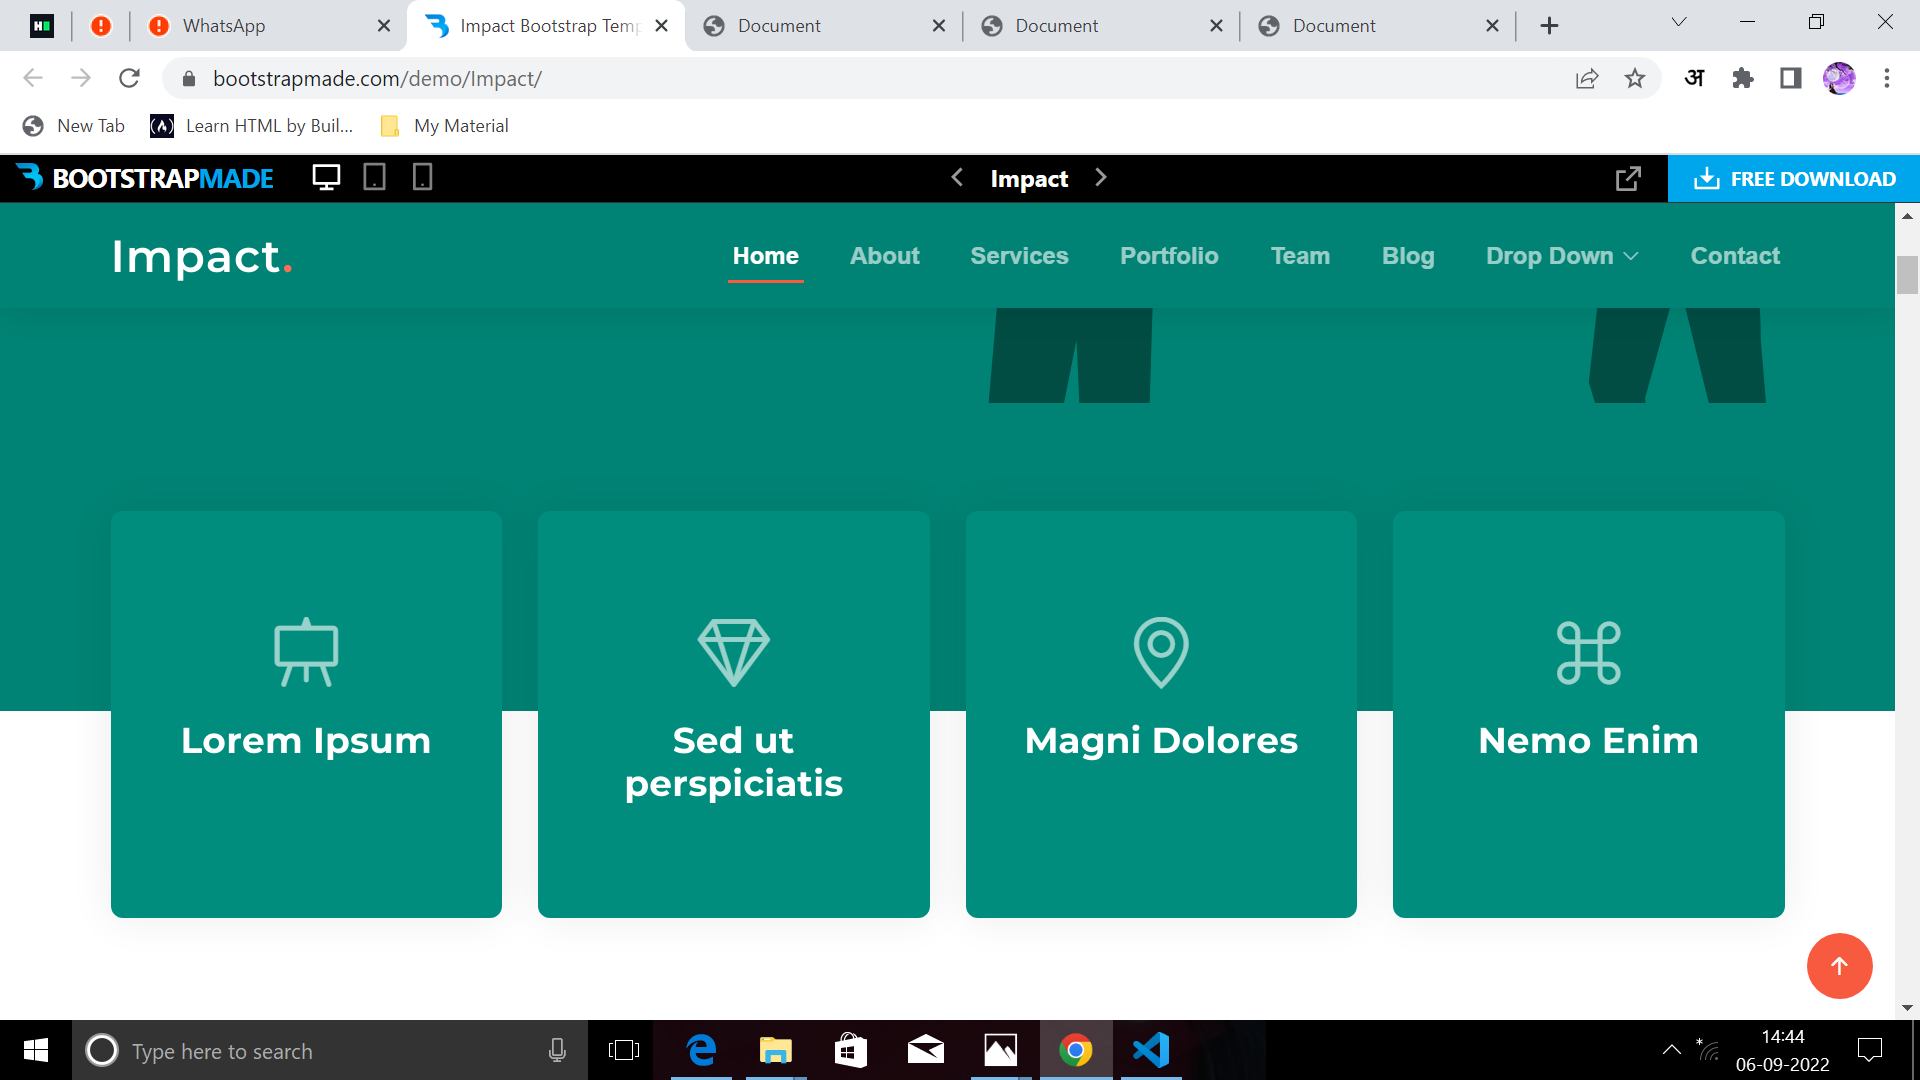 WhatsApp
Impact Bootstrap Temp
Document
Document
Document
bootstrapmade.com/demo/Impact/
अ
New Tab
Learn HTML by Buil...
My Material
BOOTSTRAPMADE
Impact
FREE DOWNLOAD
Impact.
Home About Services Portfolio Team Blog Drop Down Contact
Lorem Ipsum
Sed ut
perspiciatis
Magni Dolores
Nemo Enim
Type here to search
14:44
06-09-2022